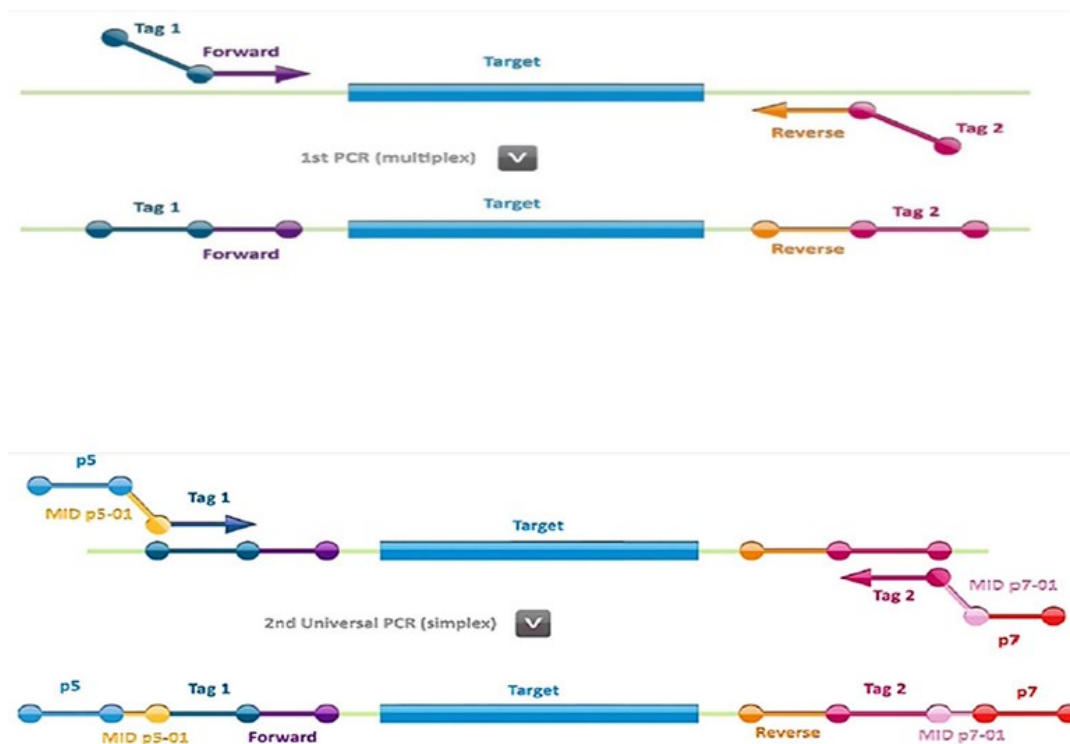 Tag 1
Forward
Target
Reverse
Tag 2
1st PCR (multiplex)
Tag 1
Target
Tag 2
Forward
Reverse
p5
MID p5-01
Tag 1
Target
Tag 2
MID p7-01
p7
2nd Universal PCR (simplex)
p5
Tag 1
Target
Tag 2
p7
MID p5-01
Forward
Reverse
MID p7-01